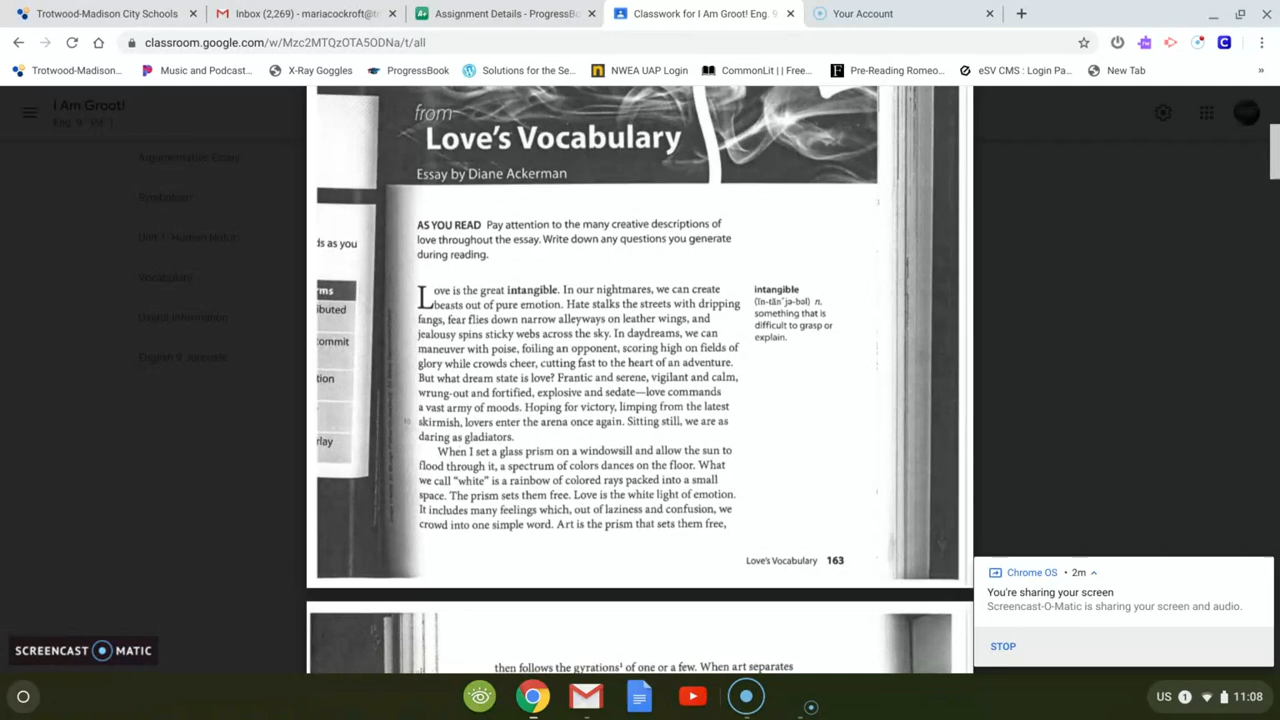 Trotwood-Madison City Schools
Inbox (2,269) - mariacockroft@t
Assignment Details - ProgressBo
Classwork for I Am Groot! Eng. 9
Your Account
classroom.google.com/w/Mzc2MTQzOTA5ODNa/t/all
Trotwood-Madison...
Music and Podcast...
X-Ray Goggles
ProgressBook
Solutions for the Se...
NWEA UAP Login
CommonLit | | Free...
Pre-Reading Romeo...
eSV CMS : Login Pa...
New Tab
»
I Am Groot!
Eng. 9
Argumentative Essay
Symbolism
Vocabulary
Useful Information
from
Love's Vocabulary
Essay by Diane Ackerman
AS YOU READ Pay attention to the many creative descriptions of
love throughout the essay. Write down any questions you generate
during reading.
ds as you
rms
ibuted
ommit
tion
rlay
Love is the great intangible. In our nightmares, we can create
beasts out of pure emotion. Hate stalks the streets with dripping
fangs, fear flies down narrow alleyways on leather wings, and
jealousy spins sticky webs across the sky. In daydreams, we can
maneuver with poise, foiling an opponent, scoring high on fields of
glory while crowds cheer, cutting fast to the heart of an adventure.
But what dream state is love? Frantic and serene, vigilant and calm,
wrung-out and fortified, explosive and sedate—love commands
a vast army of moods. Hoping for victory, limping from the latest
10 skirmish, lovers enter the arena once again. Sitting still, we are as
daring as gladiators.
When I set a glass prism on a windowsill and allow the sun to
flood through it, a spectrum of colors dances on the floor. What
we call "white" is a rainbow of colored rays packed into a small
space. The prism sets them free. Love is the white light of emotion.
It includes many feelings which, out of laziness and confusion, we
crowd into one simple word. Art is the prism that sets them free,
intangible
(ĭn-tăn´jə-bəl) n.
something that is
difficult to grasp or
explain.
Love's Vocabulary 163
then follows the gyrations¹ of one or a few. When art separates
Chrome OS • 2m
You're sharing your screen
Screencast-O-Matic is sharing your screen and audio.
STOP
SCREENCAST O MATIC
US 1 11:08